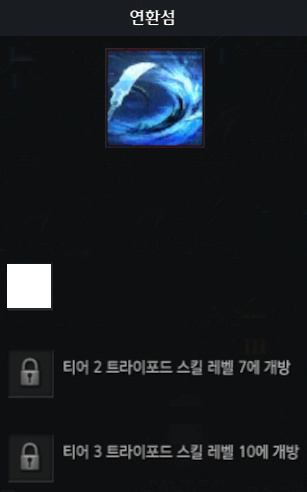 연환섬
티어 2 트라이포드 스킬 레벨 7에 개방
티어 3 트라이포드 스킬 레벨 10에 개방